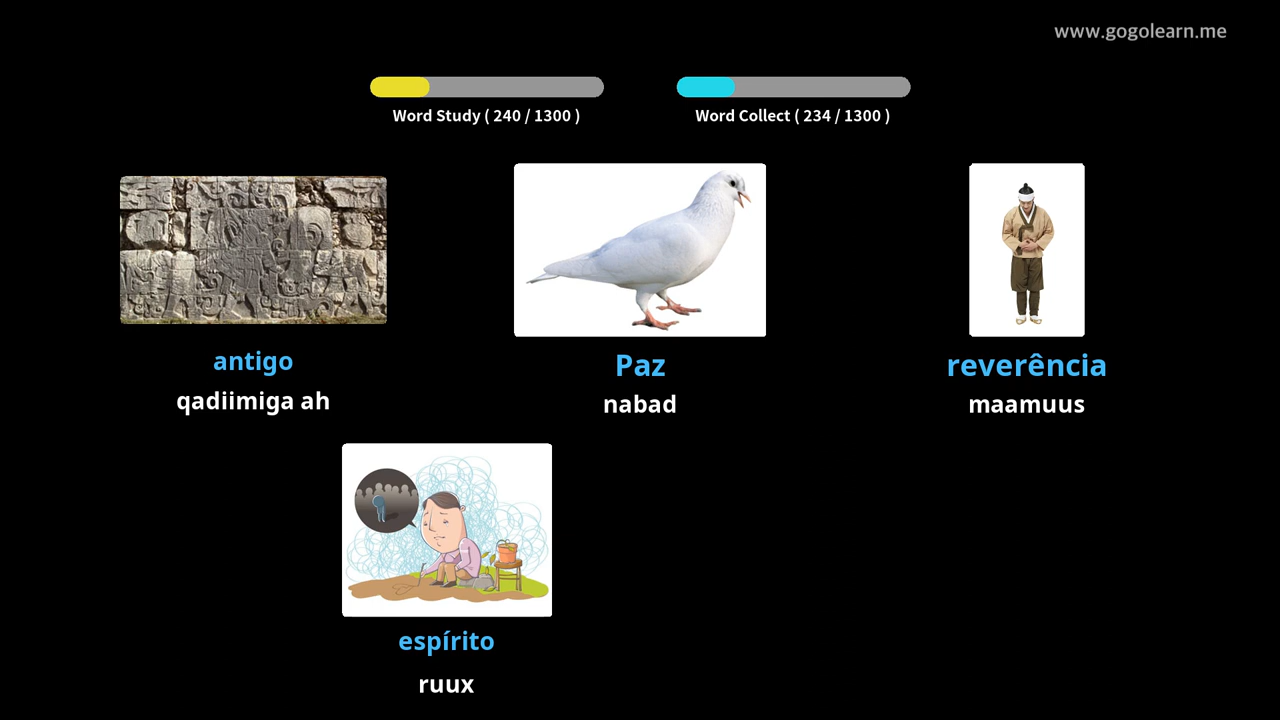 www.gogolearn.me
Word Study ( 240 / 1300 )
Word Collect ( 234 / 1300 )
antigo
qadiimiga ah
Paz
nabad
reverência
maamuus
espírito
ruux